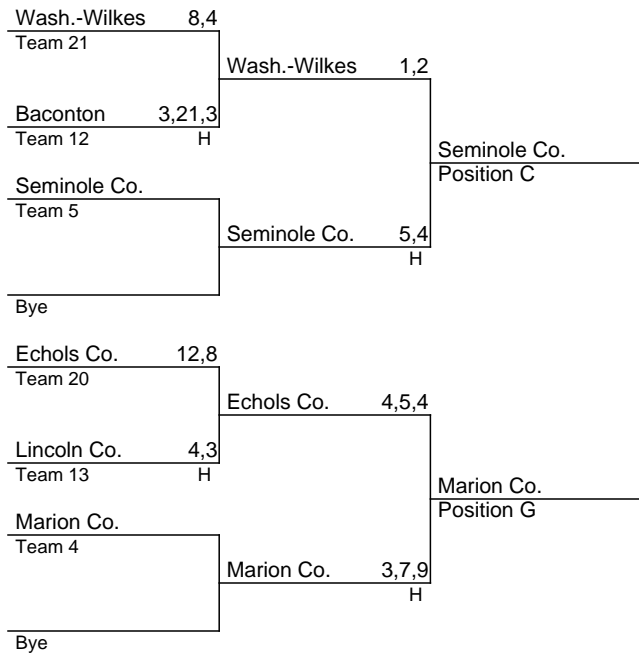 Wash.-Wilkes 8,4
Team 21
Wash.-Wilkes 1,2
Baconton 3,21,3
Team 12 H
Seminole Co.
Position C
Seminole Co.
Team 5
Seminole Co. 5,4
H
Bye
Echols Co. 12,8
Team 20
Echols Co. 4,5,4
Lincoln Co. 4,3
Team 13 H
Marion Co.
Position G
Marion Co.
Team 4
Marion Co. 3,7,9
H
Bye